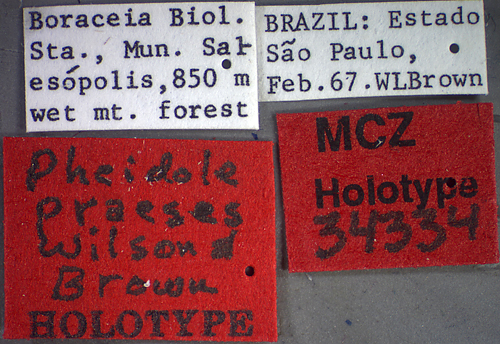 Boraceia Biol.
Sta., Mun. Sal-
esópolis, 850 m
wet mt. forest
BRAZIL: Estado
São Paulo,
Feb.67.WLBrown
Pheidole
praeses
Wilson &
Brown
HOLOTYPE
MCZ
Holotype
34334